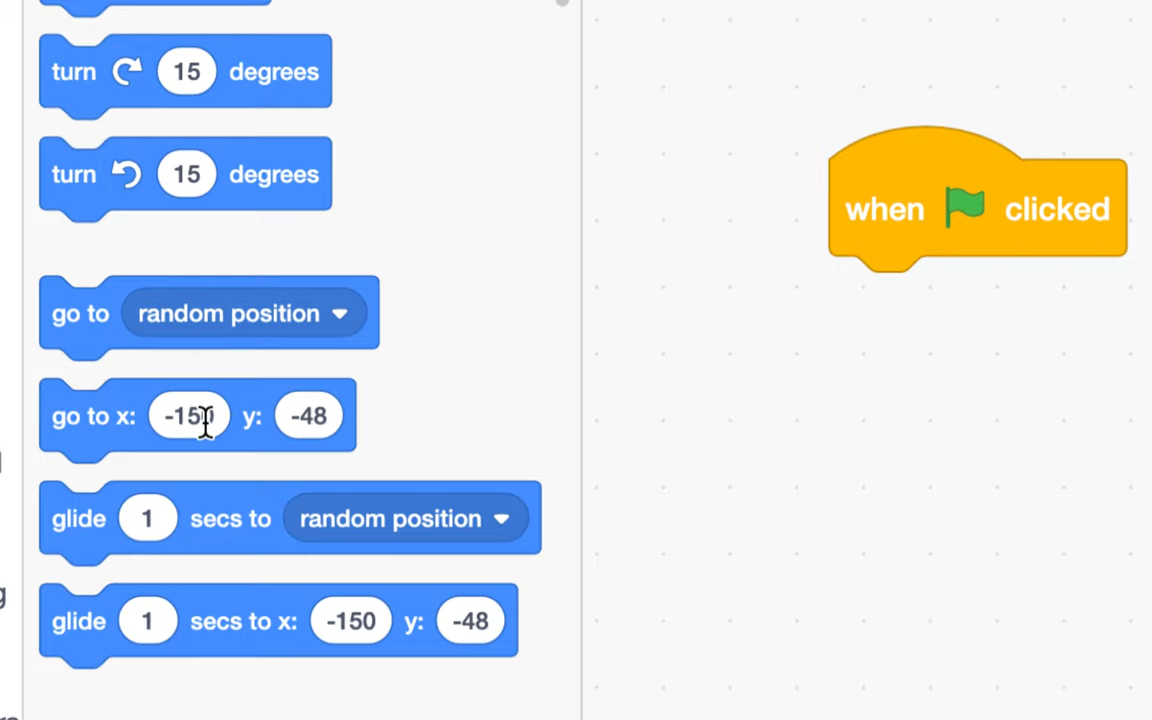 turn 15 degrees
turn 15 degrees
when clicked
go to random position
go to x: -150 y: -48
glide 1 secs to random position
glide 1 secs to x: -150 y: -48